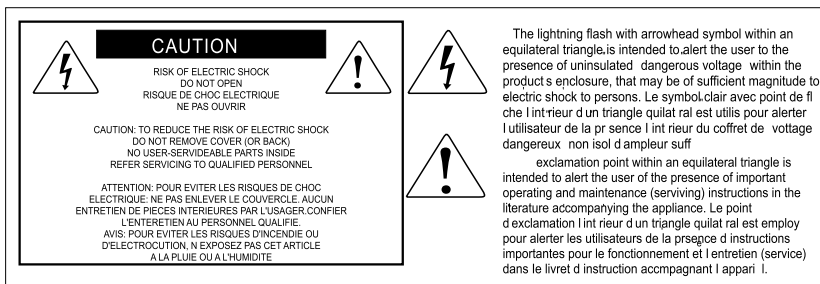 CAUTION
RISK OF ELECTRIC SHOCK
DO NOT OPEN
RISQUE DE CHOC ELECTRIQUE
NE PAS OUVRIR
CAUTION: TO REDUCE THE RISK OF ELECTRIC SHOCK
DO NOT REMOVE COVER (OR BACK)
NO USER-SERVIDEABLE PARTS INSIDE
REFER SERVICING TO QUALIFIED PERSONNEL
ATTENTION: POUR EVITER LES RISQUES DE CHOC
ELECTRIQUE: NE PAS ENLEVER LE COUVERCLE. AUCUN
ENTRETIEN DE PIECES INTERIEURES PAR L'USAGER.CONFIER
L'ENTERETIEN AU PERSONNEL QUALIFIE.
AVIS: POUR EVITER LES RISQUES D'INCENDIE OU
D'ELECTROCUTION, N EXPOSEZ PAS CET ARTICLE
A LA PLUIE OU A L'HUMIDITE
The lightning flash with arrowhead symbol within an
equilateral triangle,is intended to.alert the user to the
presence of uninsulated dangerous voltage within the
product s enclosure, that may be of sufficient magnitude to
electric shock to persons. Le symbol.clair avec point de fl
che l int rieur d un triangle quilat ral est utilis pour alerter
l utilisateur de la pr sence l int rieur du coffret de vottage
dangereux non isol d ampleur suff
exclamation point within an equilateral triangle is
intended to alert the user of the presence of important
operating and maintenance (serviving) instructions in the
literature accompanying the appliance. Le point
d exclamation l int rieur d un triangle quilat ral est employ
pour alerter les utilisateurs de la prsence d instructions
importantes pour le fonctionnement et l entretien (service)
dans le livret d instruction accmpagnant l appari l.